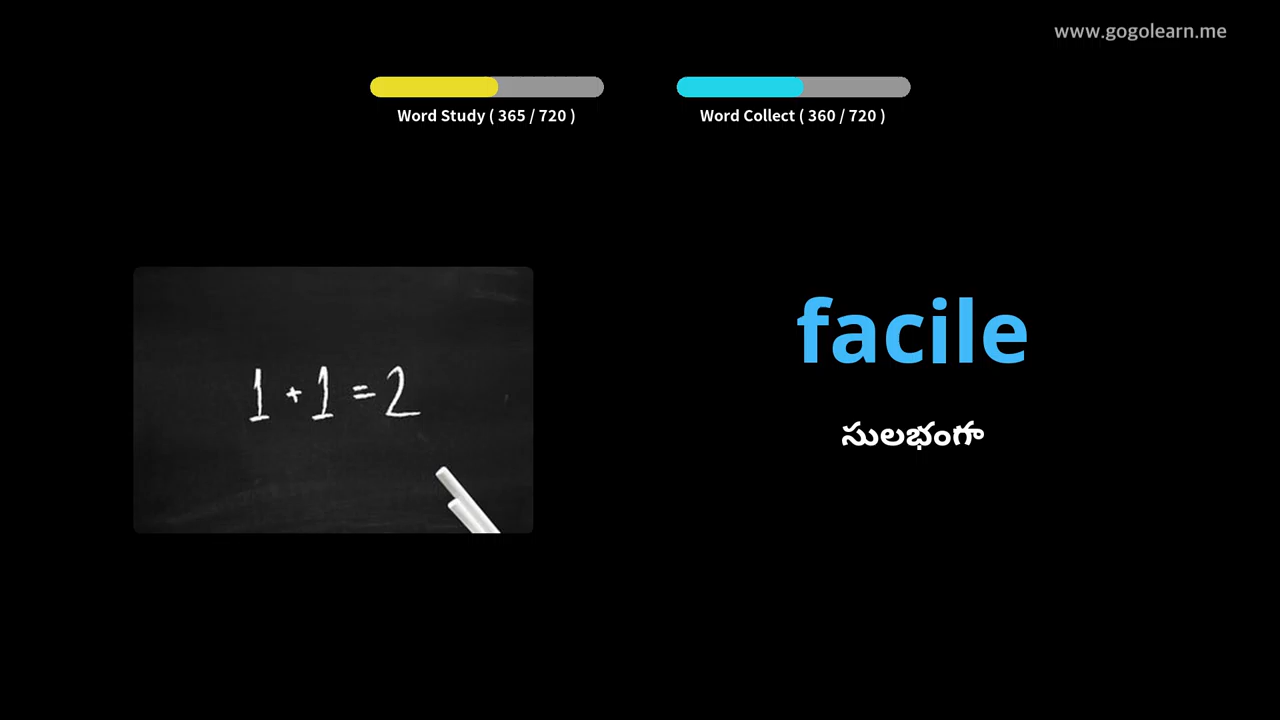 www.gogolearn.me
Word Study ( 365 / 720 )
Word Collect ( 360 / 720 )
1 + 1 = 2
facile
సులభంగా